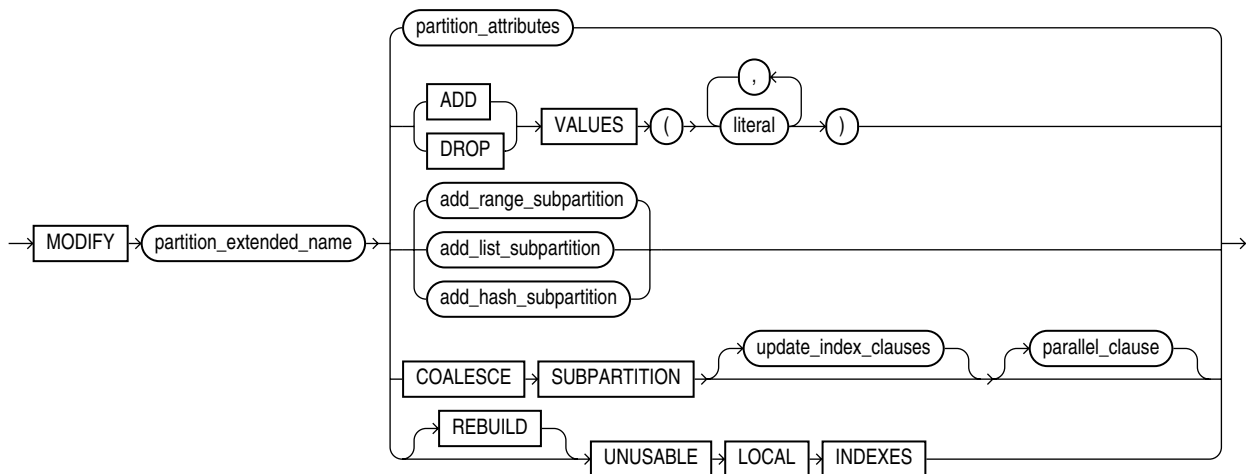 partition_attributes
,
ADD
VALUES ( literal )
DROP
add_range_subpartition
MODIFY partition_extended_name add_list_subpartition
add_hash_subpartition
update_index_clauses parallel_clause
COALESCE SUBPARTITION
REBUILD
UNUSABLE LOCAL INDEXES